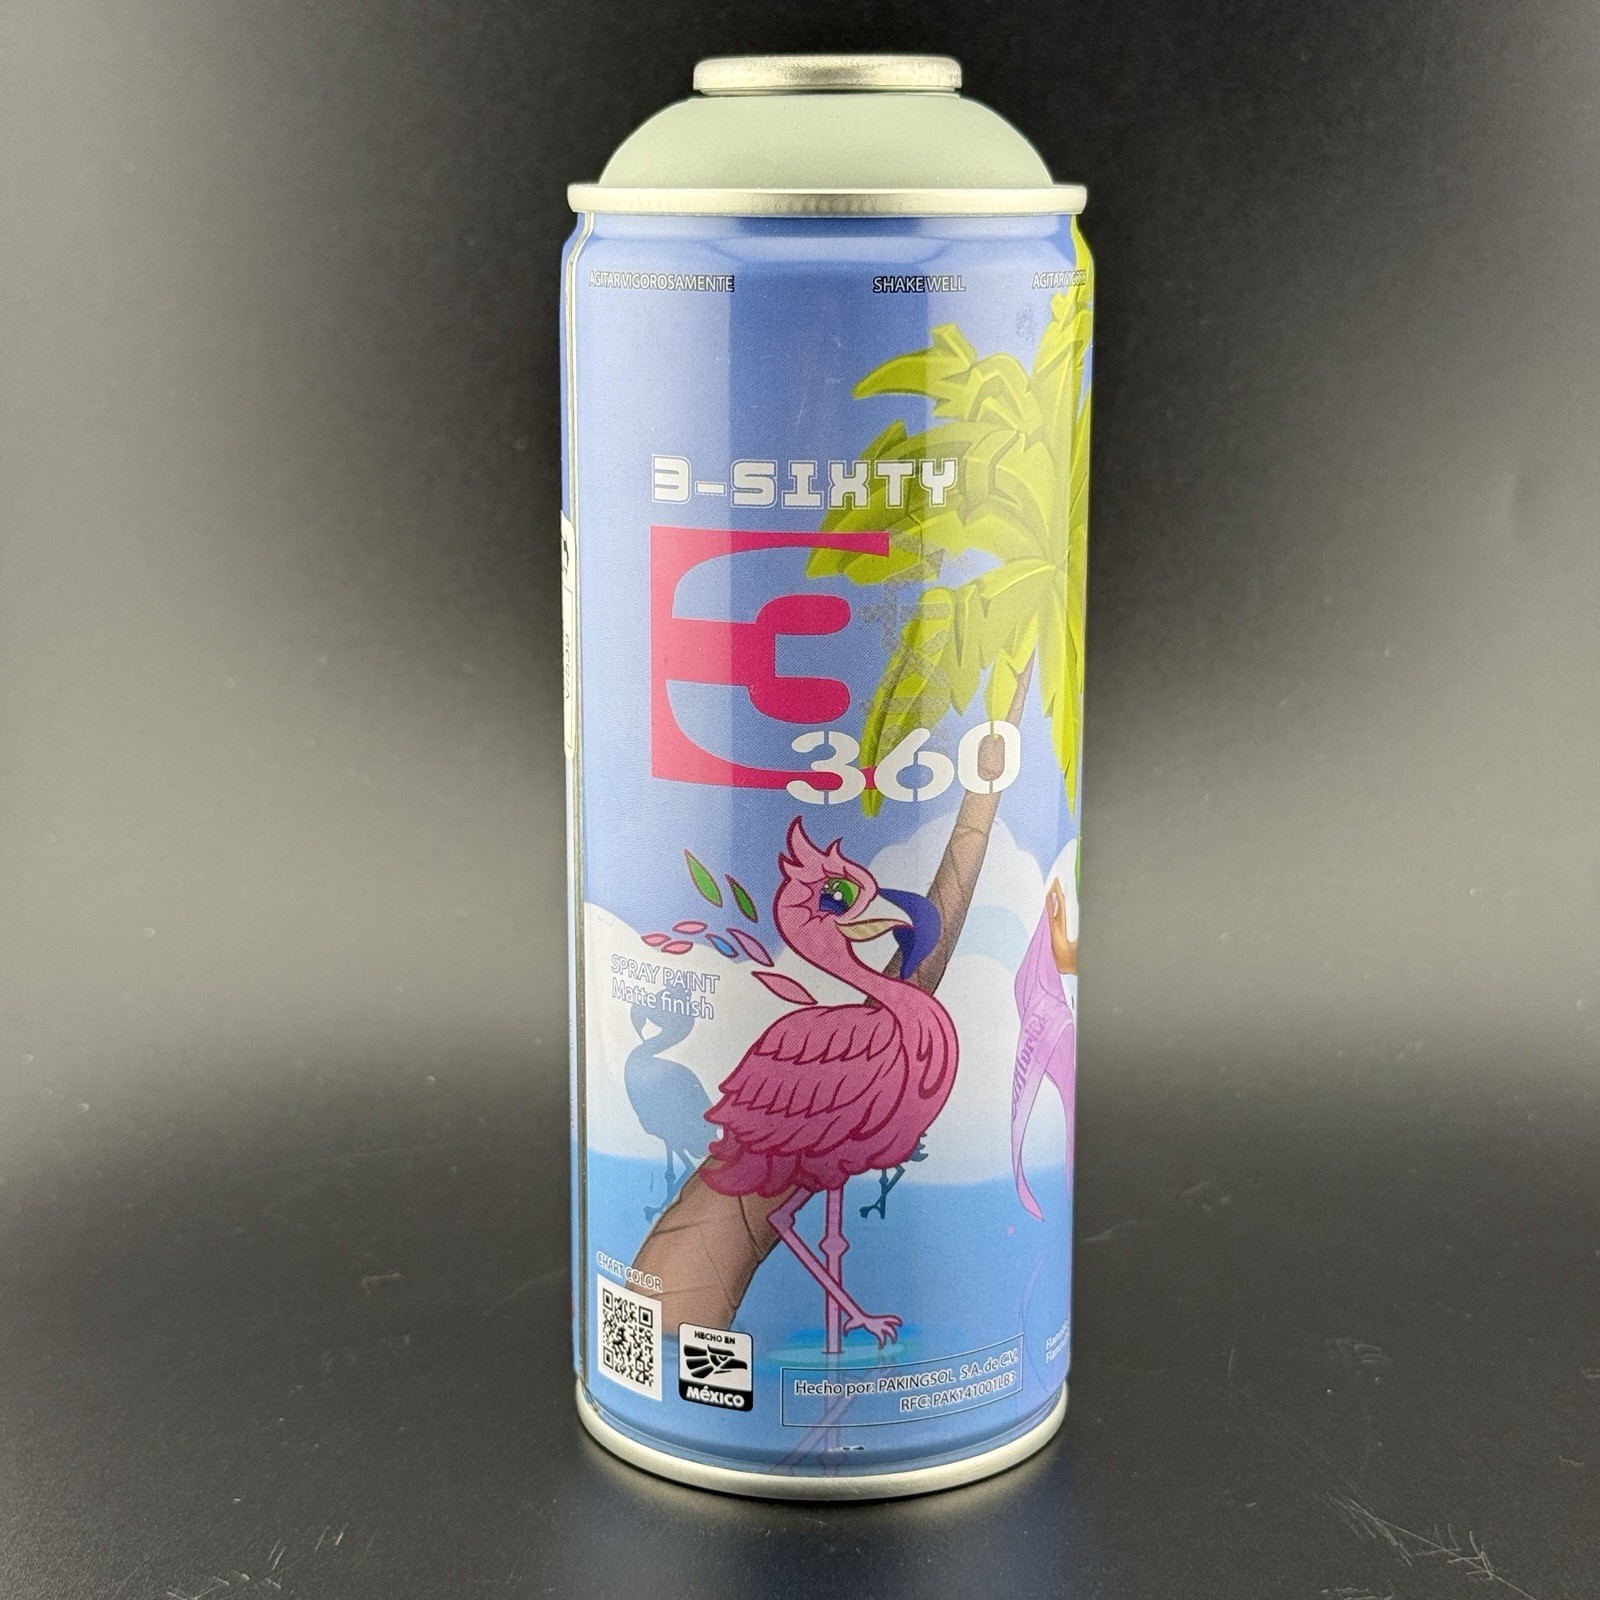 AGITAR VIGOROSAMENTE
SHAKE WELL
AGITAR
3-SIXTY
360
SPRAY PAINT
Matte finish
CHART COLOR
HECHO EN
MéXICO
Hecho por: PAKINGSOL S.A. de C.V.
RFC: PAK141001LB3